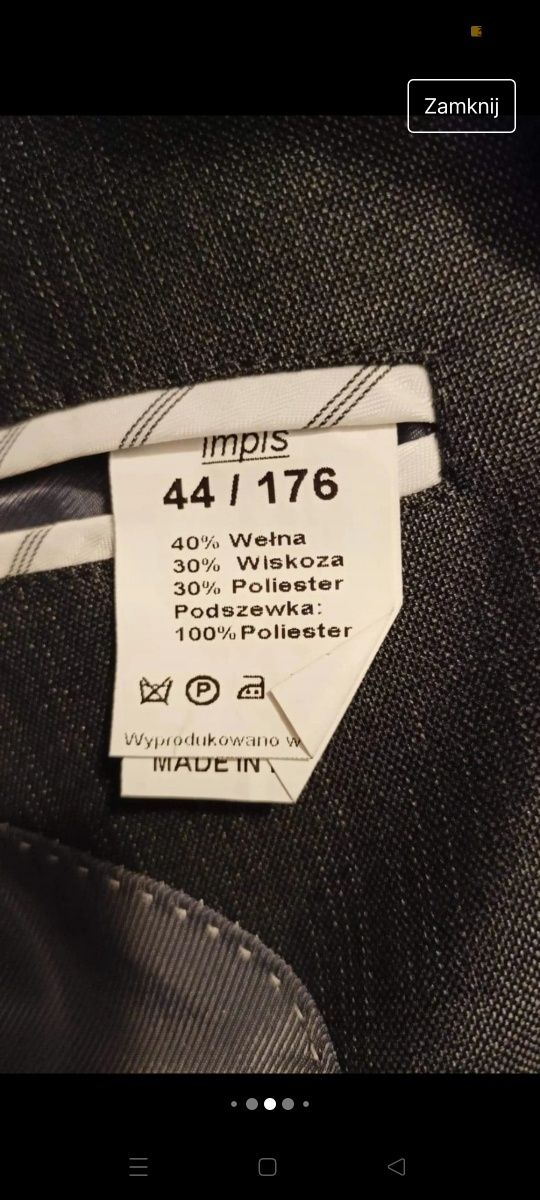 Zamknij
impis
44 / 176
40% Wełna
30% Wiskoza
30% Poliester
Podszewka:
100% Poliester
P
Wyprodukowano w
MADE IN